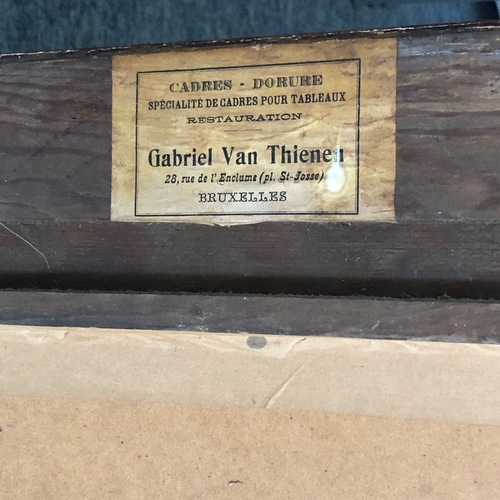 CADRES - DORURE
SPÉCIALITÉ DE CADRES POUR TABLEAUX
RESTAURATION
Gabriel Van Thienen
28, rue de l'Enclume (pl. St-Josse)
BRUXELLES